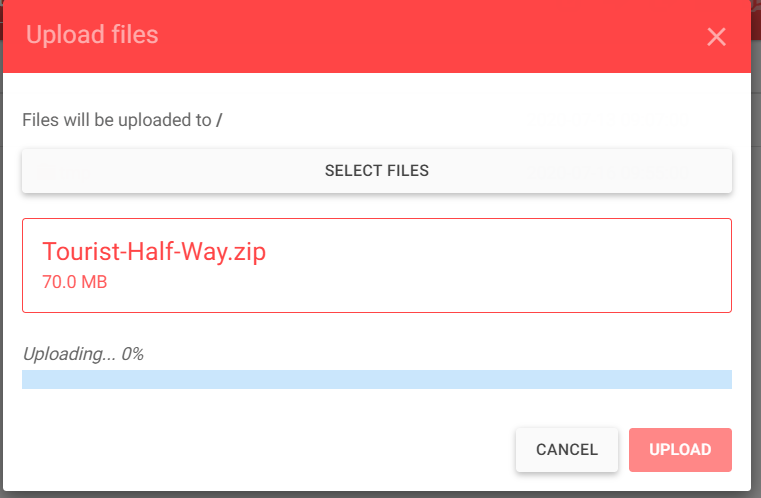 Upload files
Files will be uploaded to /
SELECT FILES
Tourist-Half-Way.zip
70.0 MB
Uploading... 0%
CANCEL UPLOAD